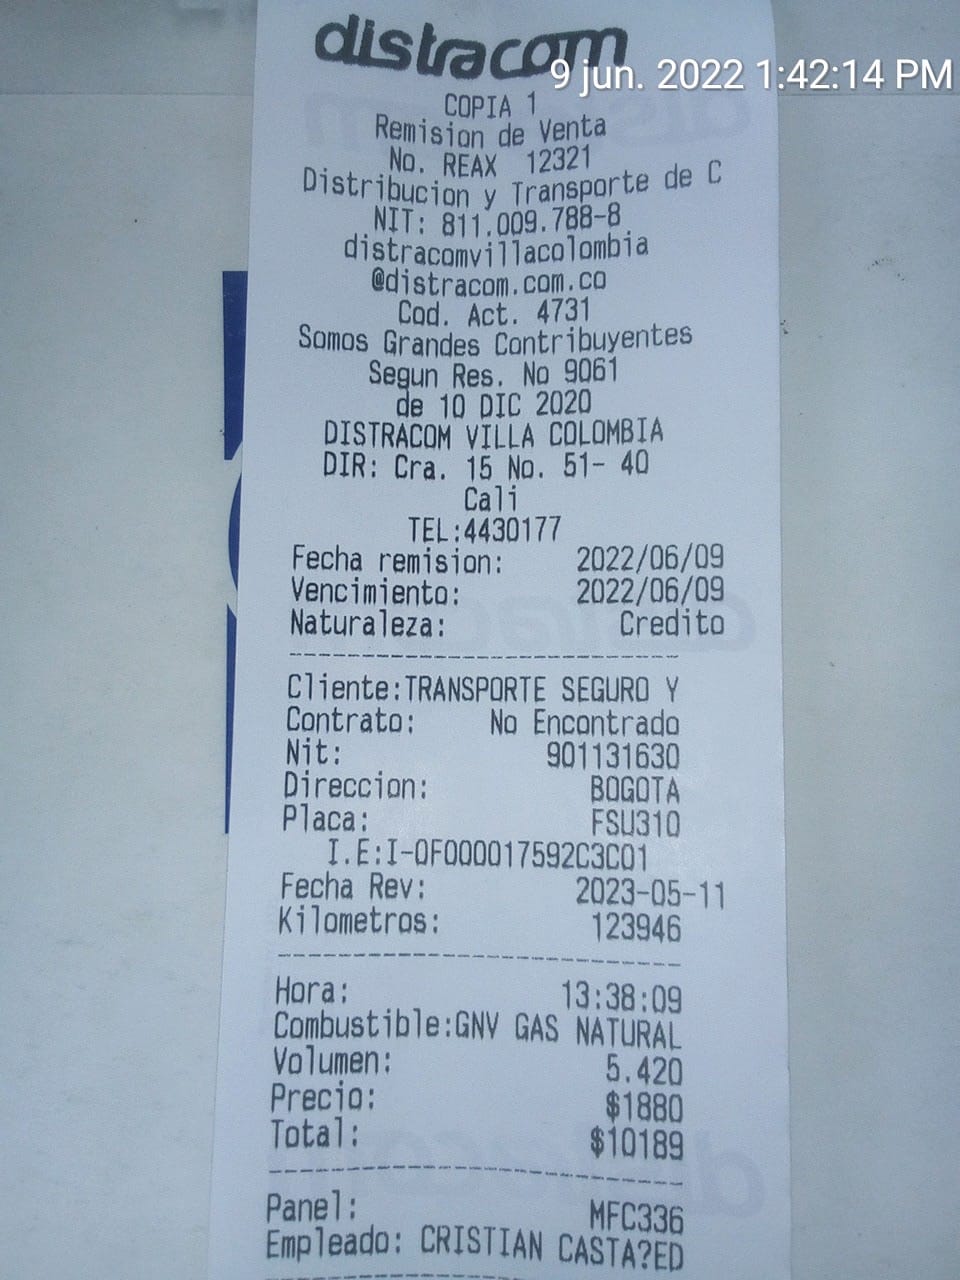 distracom
9 jun. 2022 1:42:14 PM
COPIA 1
Remision de Venta
No. REAX 12321
Distribucion y Transporte de C
NIT: 811.009.788-8
distracomvillacolombia
@distracom.com.co
Cod. Act. 4731
Somos Grandes Contribuyentes
Segun Res. No 9061
de 10 DIC 2020
DISTRACOM VILLA COLOMBIA
DIR: Cra. 15 No. 51- 40
Cali
TEL:4430177
Fecha remision: 2022/06/09
Vencimiento: 2022/06/09
Naturaleza: Credito
Cliente:TRANSPORTE SEGURO Y
Contrato: No Encontrado
Nit: 901131630
Direccion: BOGOTA
Placa: FSU310
I.E:I-0F000017592C3C01
Fecha Rev: 2023-05-11
Kilometros: 123946
Hora: 13:38:09
Combustible:GNV GAS NATURAL
Volumen: 5.420
Precio: $1880
Total: $10189
Panel: MFC336
Empleado: CRISTIAN CASTA?ED